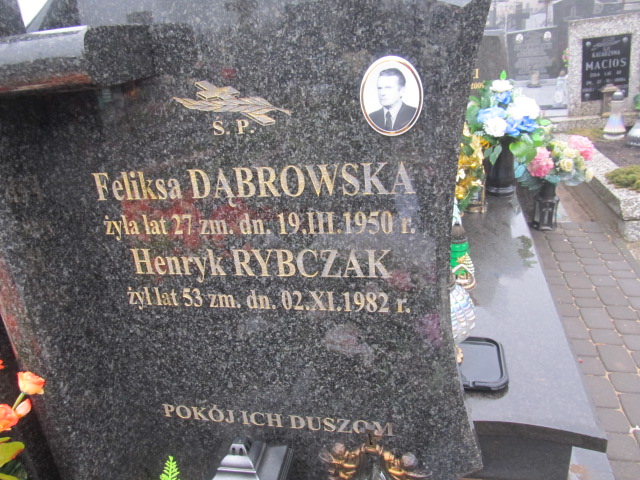 Ś.P.
Feliksa DĄBROWSKA
żyła lat 27 zm. dn. 19.III.1950 r.
Henryk RYBCZAK
żył lat 53 zm. dn. 02.XI.1982 r.
POKÓJ ICH DUSZOM
MACIOS